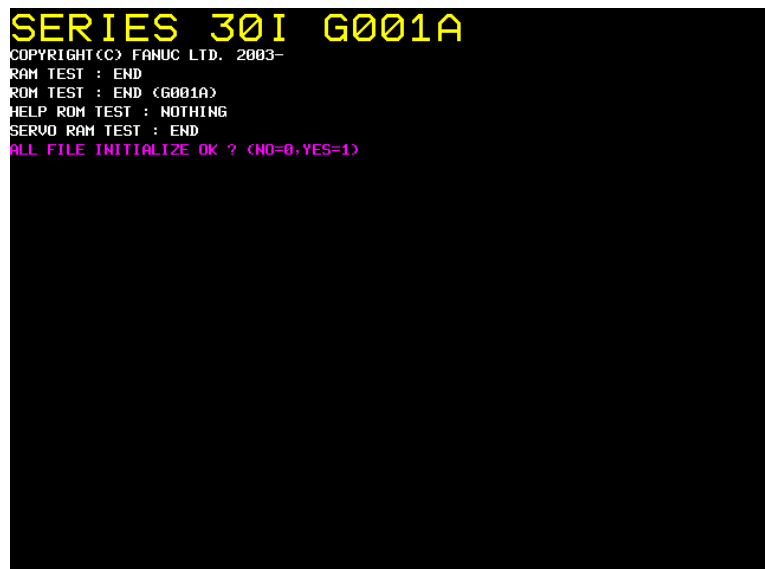 SERIES 30I G001A
COPYRIGHT(C) FANUC LTD. 2003-
RAM TEST : END
ROM TEST : END (G001A)
HELP ROM TEST : NOTHING
SERVO RAM TEST : END
ALL FILE INITIALIZE OK ? (NO=0,YES=1)